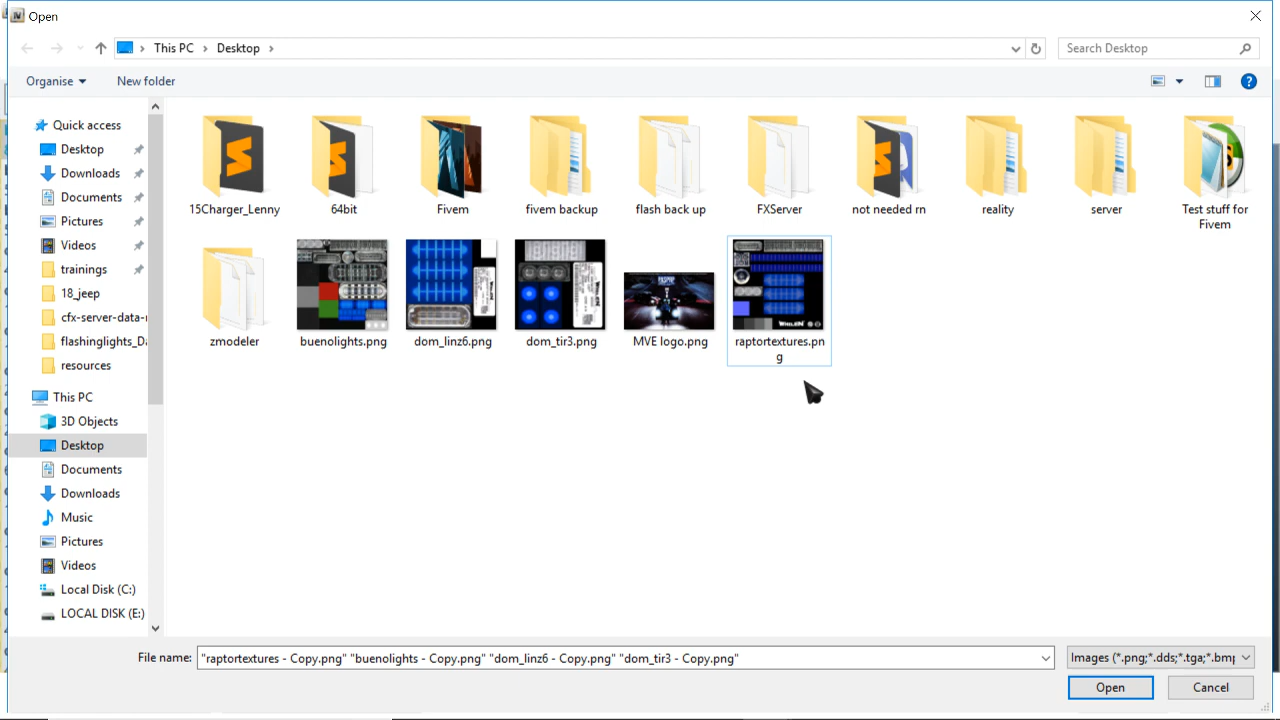 Open
This PC
Desktop
Search Desktop
Organise
New folder
Quick access
Desktop
Downloads
Documents
Pictures
Videos
trainings
18_jeep
cfx-server-data-
flashinglights_D
resources
This PC
3D Objects
Desktop
Documents
Downloads
Music
Pictures
Videos
Local Disk (C:)
LOCAL DISK (E:)
15Charger_Lenny
64bit
Fivem
fivem backup
flash back up
FXServer
not needed rn
reality
server
Test stuff for
Fivem
zmodeler
buenolights.png
dom_linz6.png
dom_tir3.png
MVE logo.png
raptortextures.pn
g
File name:
"raptortextures - Copy.png" "buenolights - Copy.png" "dom_linz6 - Copy.png" "dom_tir3 - Copy.png"
Images (*.png;*.dds;*.tga;*.bmp
Open
Cancel